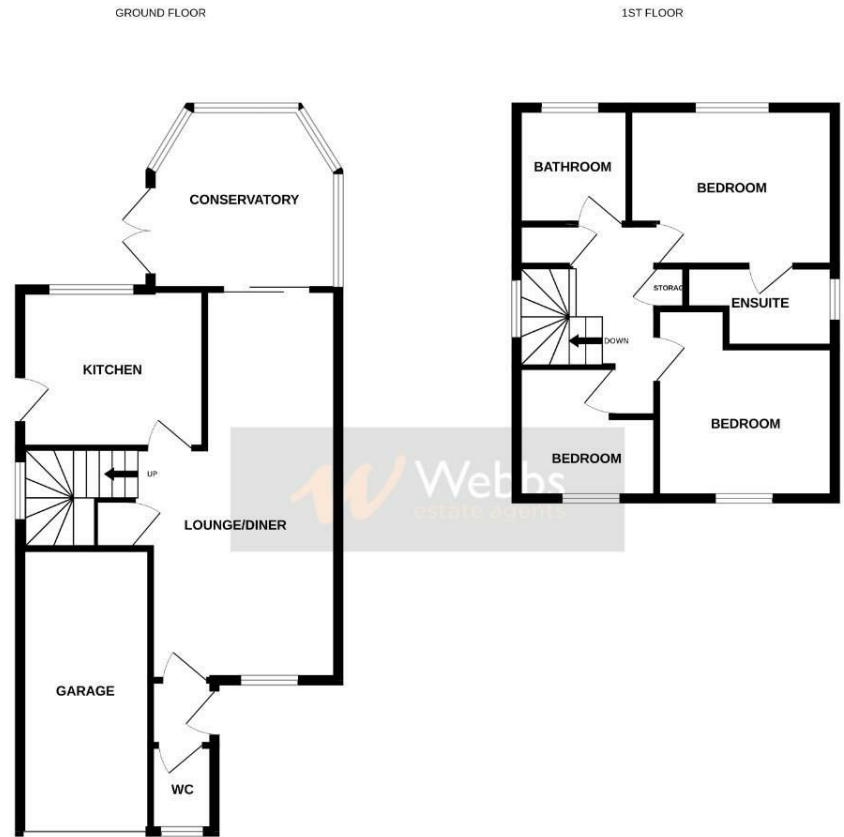 GROUND FLOOR
1ST FLOOR
CONSERVATORY
KITCHEN
UP
LOUNGE/DINER
GARAGE
WC
BATHROOM
BEDROOM
STORAG
ENSUITE
DOWN
BEDROOM
BEDROOM
Webbs
estate agents